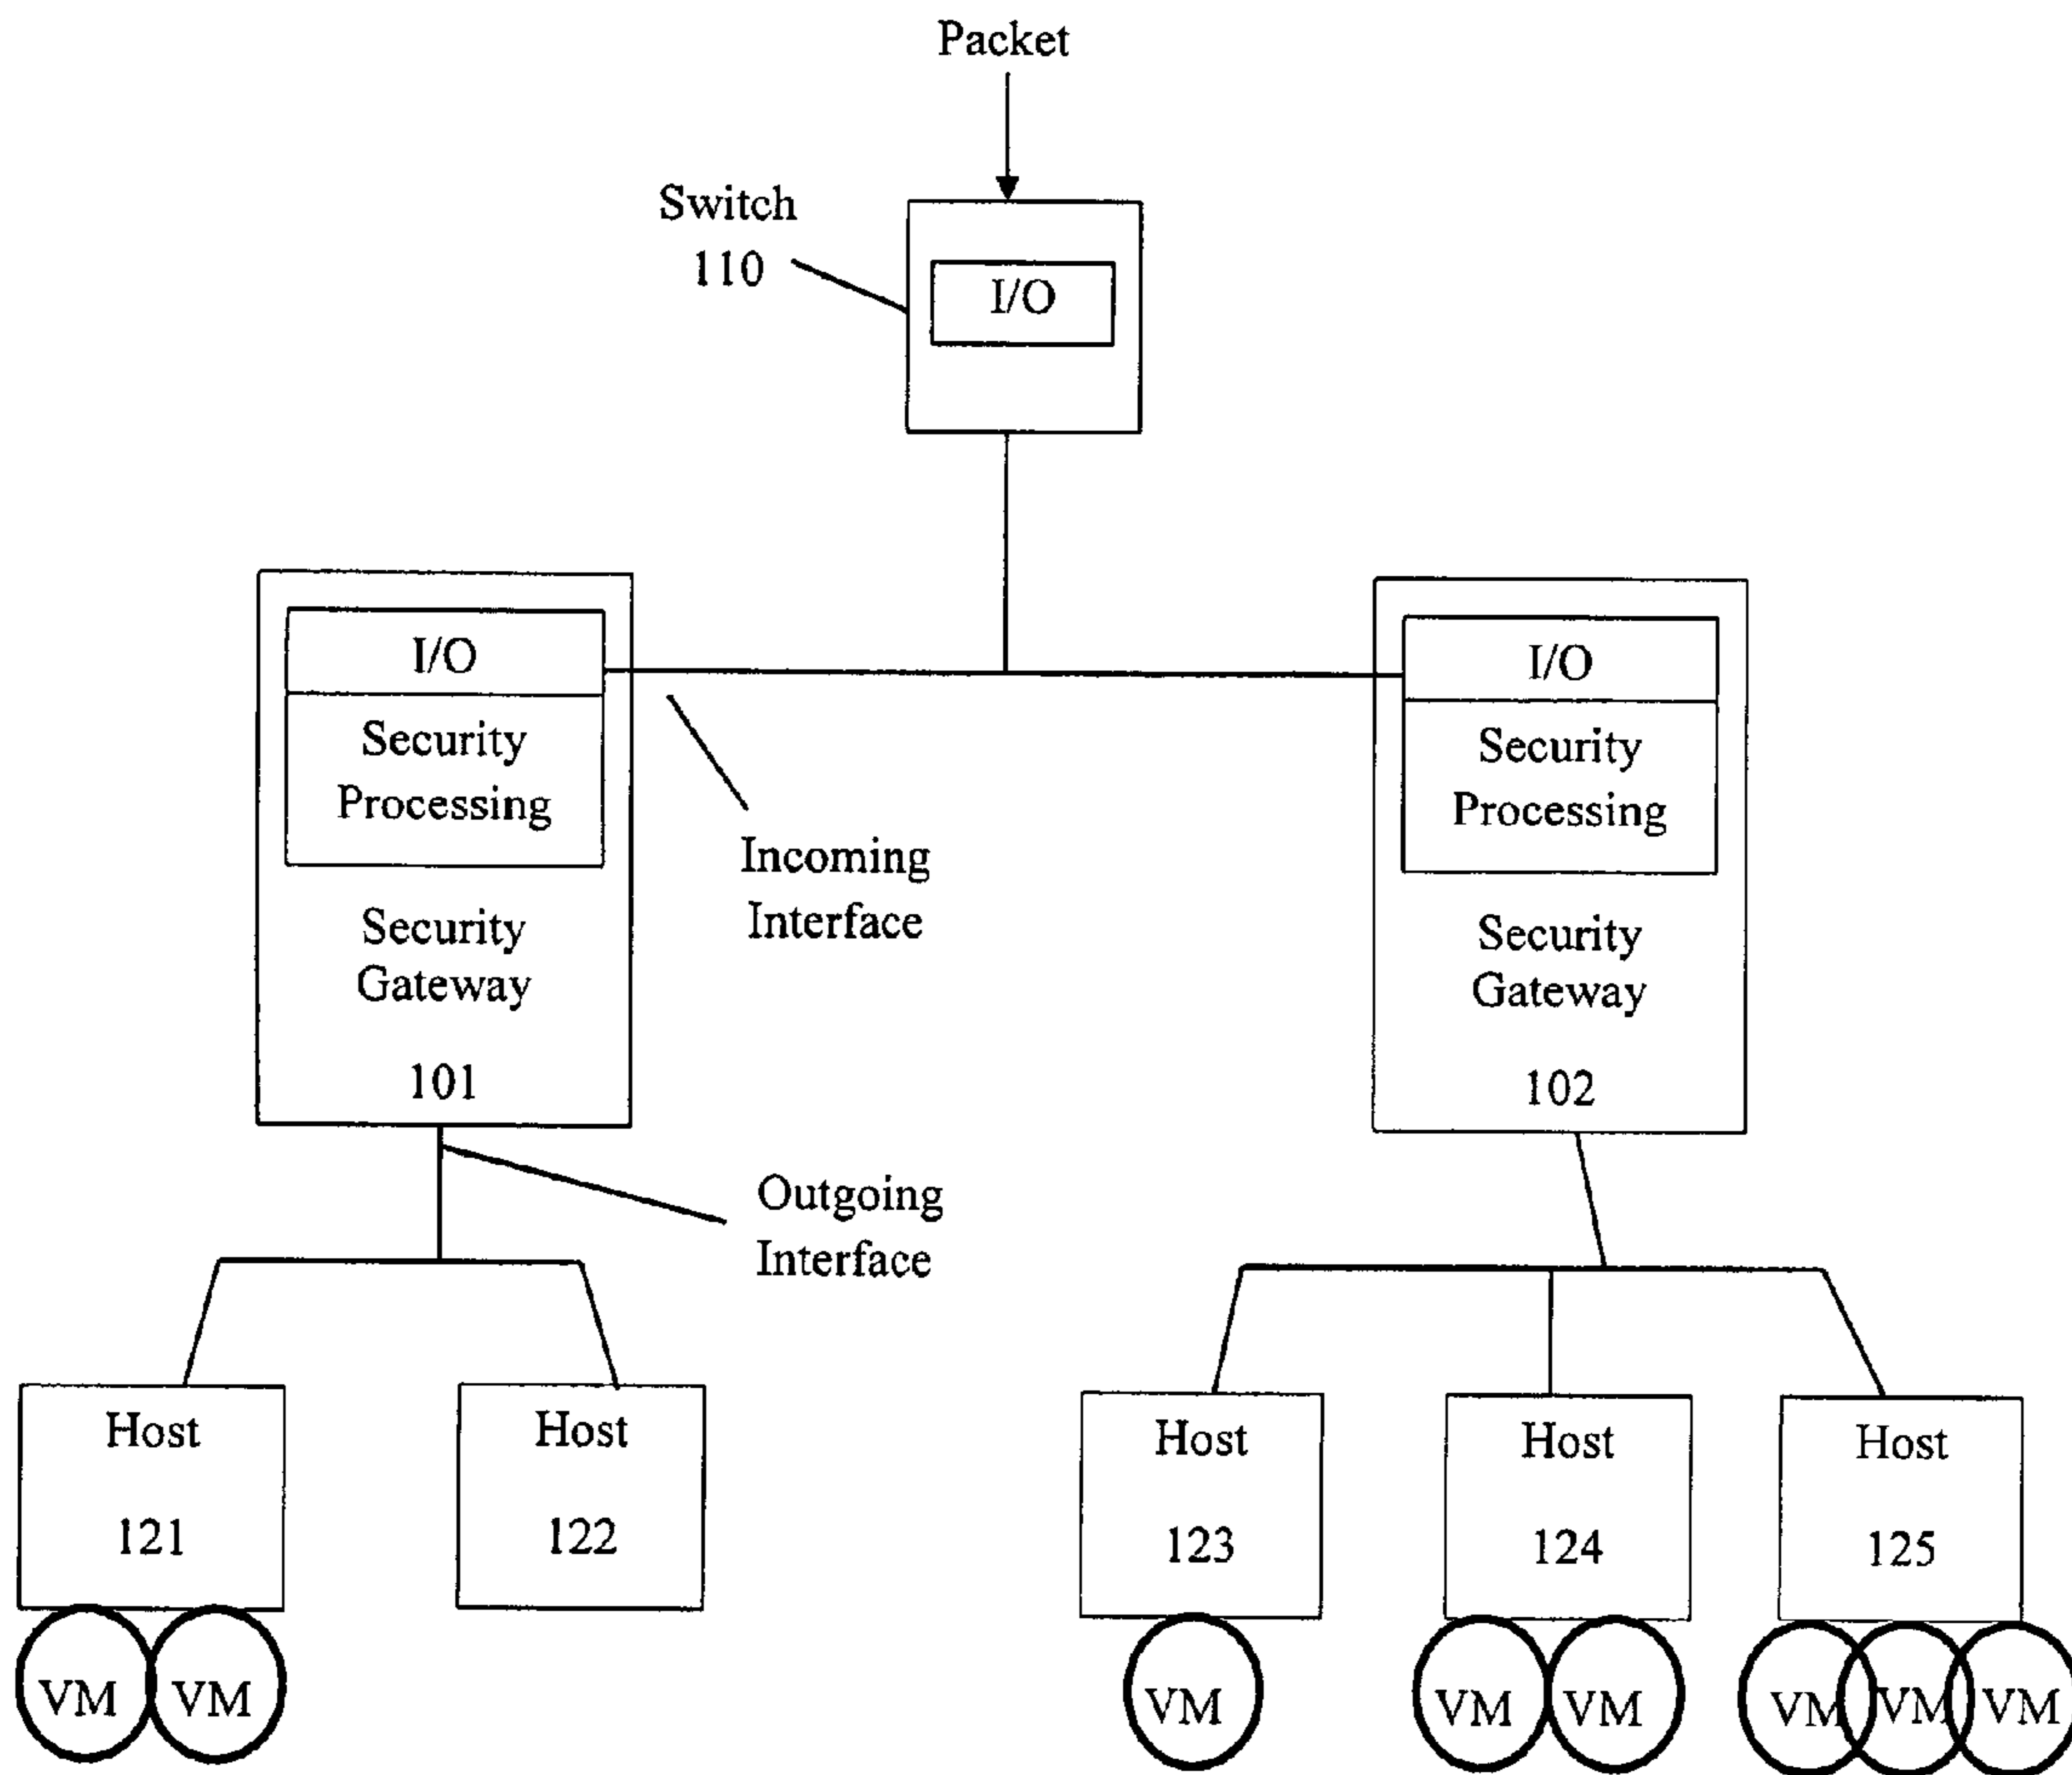 Packet
Switch
110
I/O
I/O
Security
Processing
Security
Gateway
101
Incoming
Interface
I/O
Security
Processing
Security
Gateway
102
Outgoing
Interface
Host
121
Host
122
Host
123
Host
124
Host
125
VM VM
VM
VM VM
VM VM VM